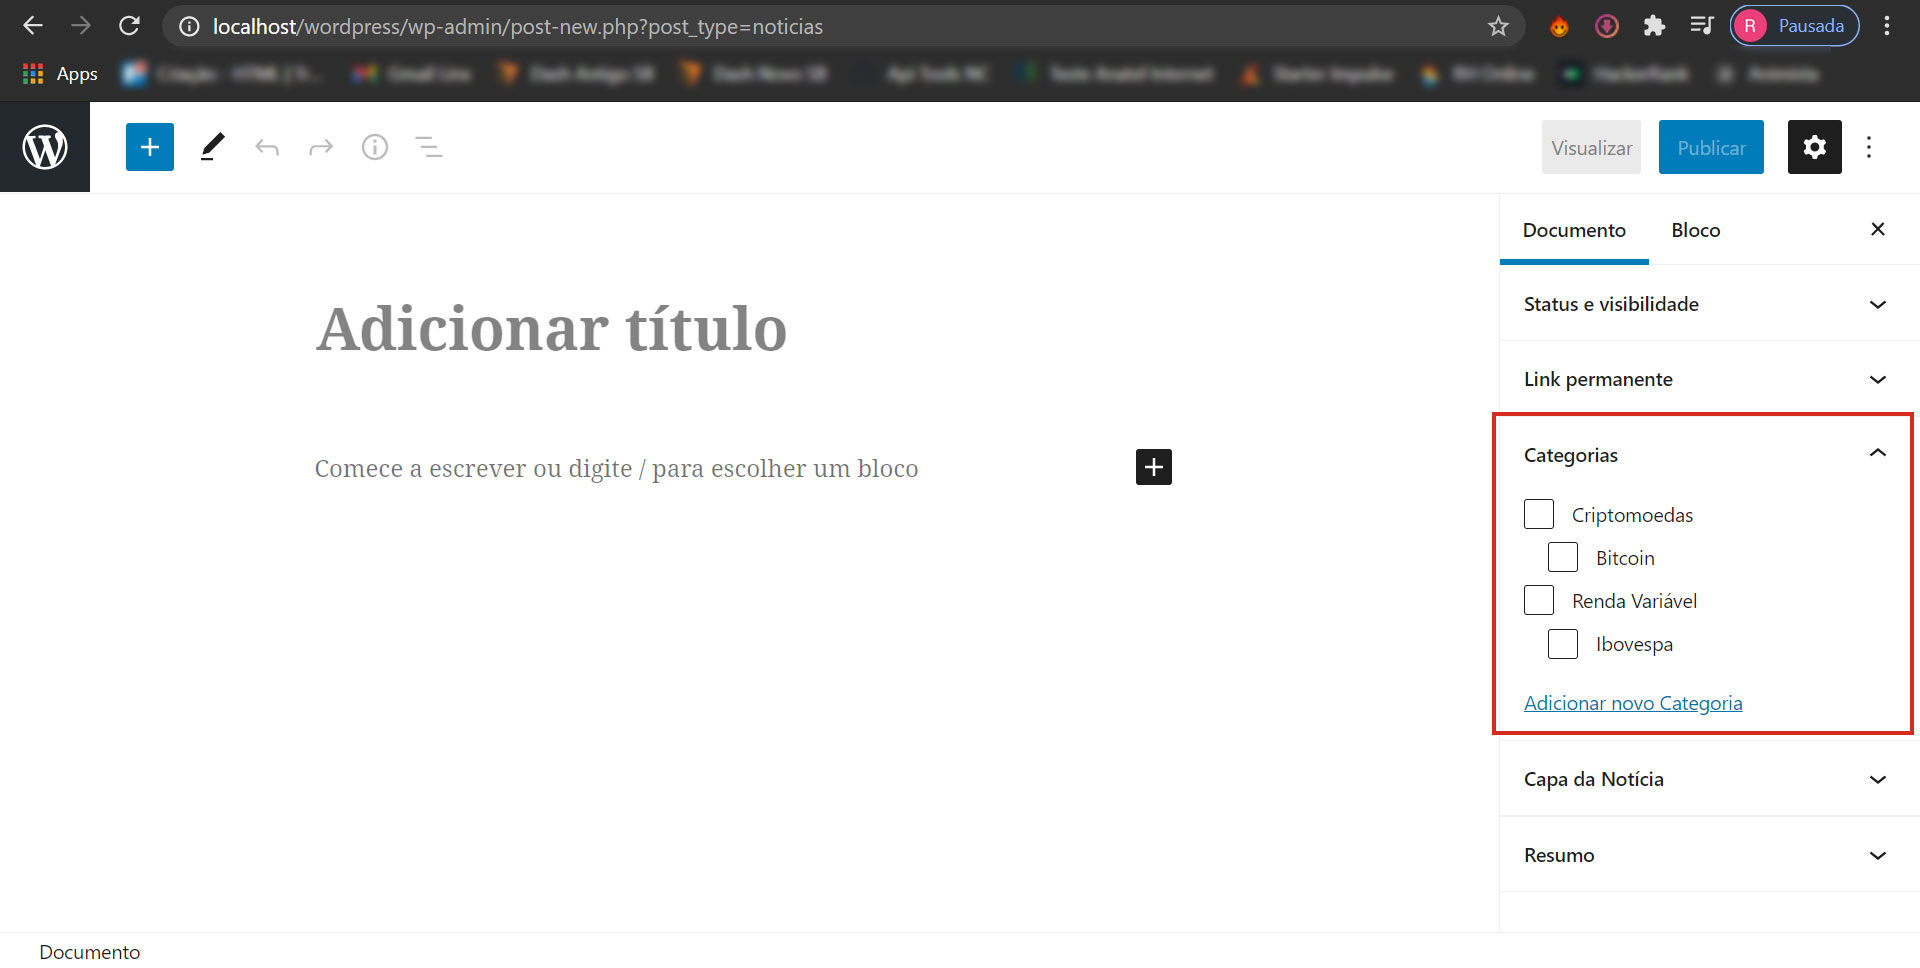 localhost/wordpress/wp-admin/post-new.php?post_type=noticias
R Pausada
Apps
Visualizar
Publicar
Documento Bloco
Status e visibilidade
Adicionar título
Link permanente
Comece a escrever ou digite / para escolher um bloco
Categorias
Criptomoedas
Bitcoin
Renda Variável
Ibovespa
Adicionar novo Categoria
Capa da Notícia
Resumo
Documento